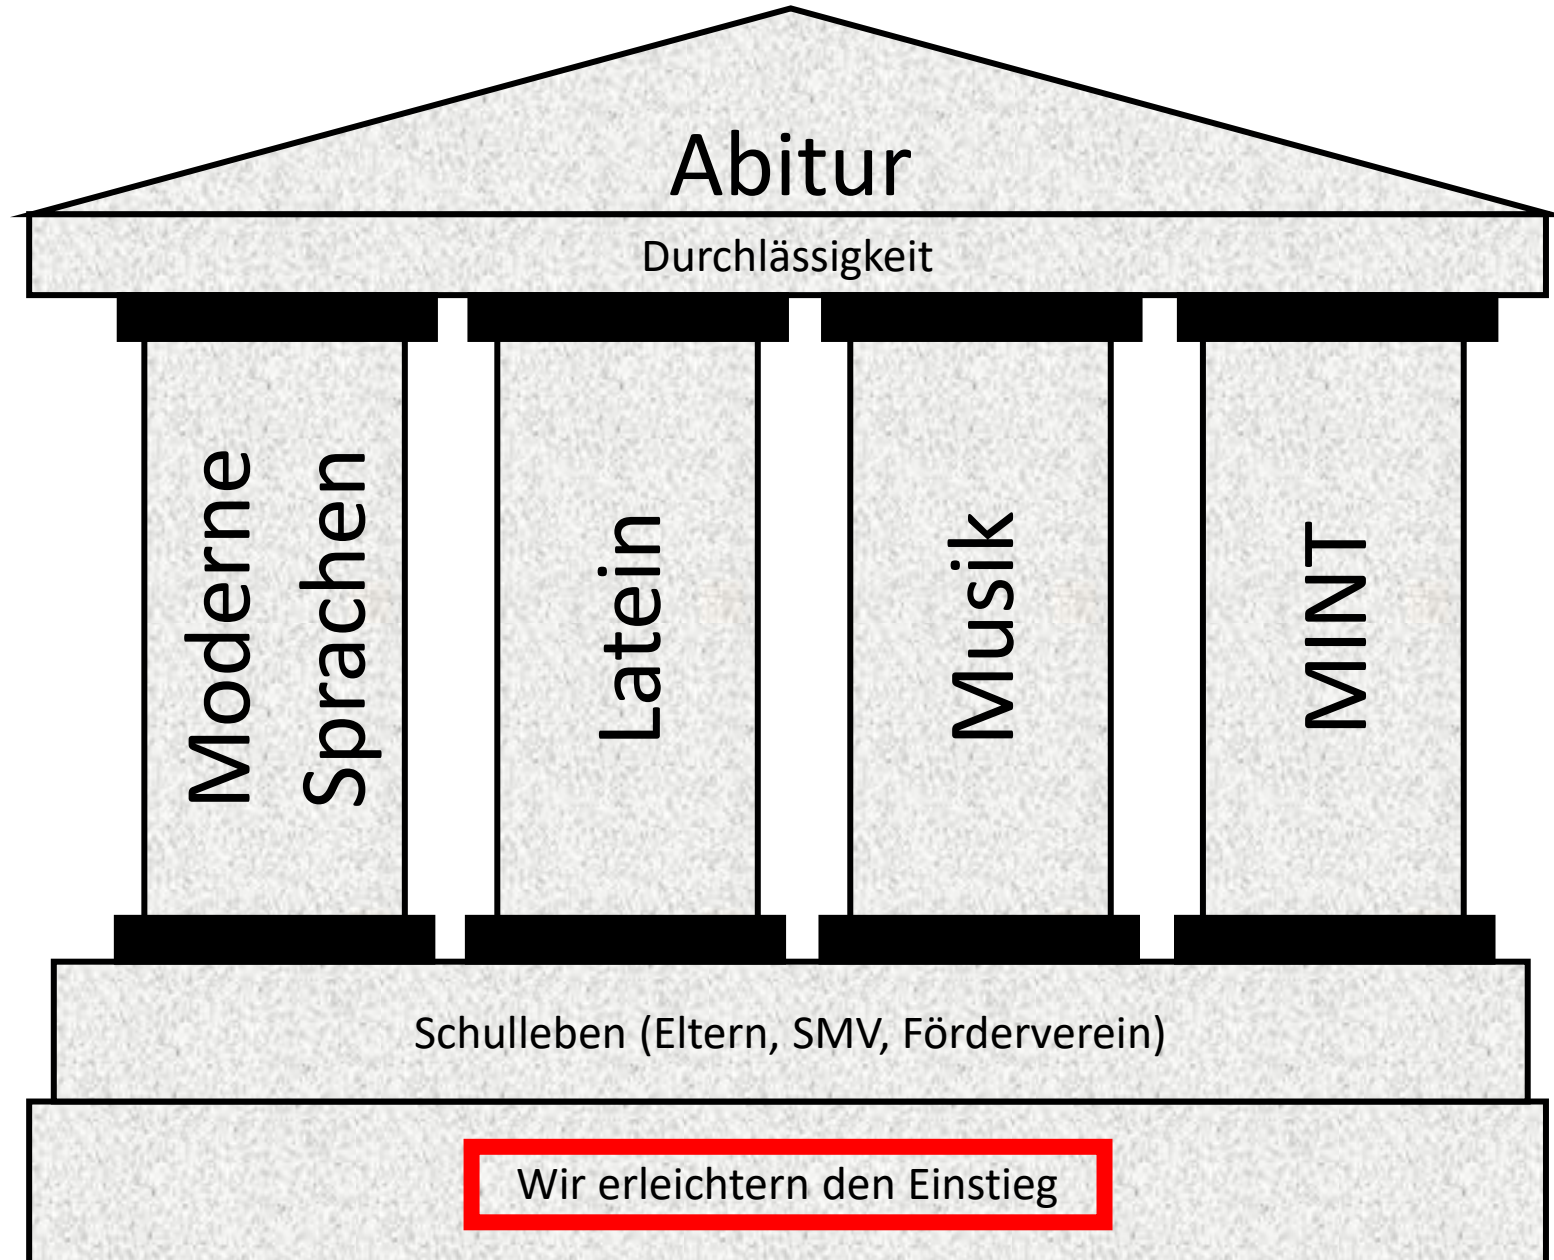 Abitur
Durchlässigkeit
Moderne
Sprachen
Latein
Musik
MINT
Schulleben (Eltern, SMV, Förderverein)
Wir erleichtern den Einstieg